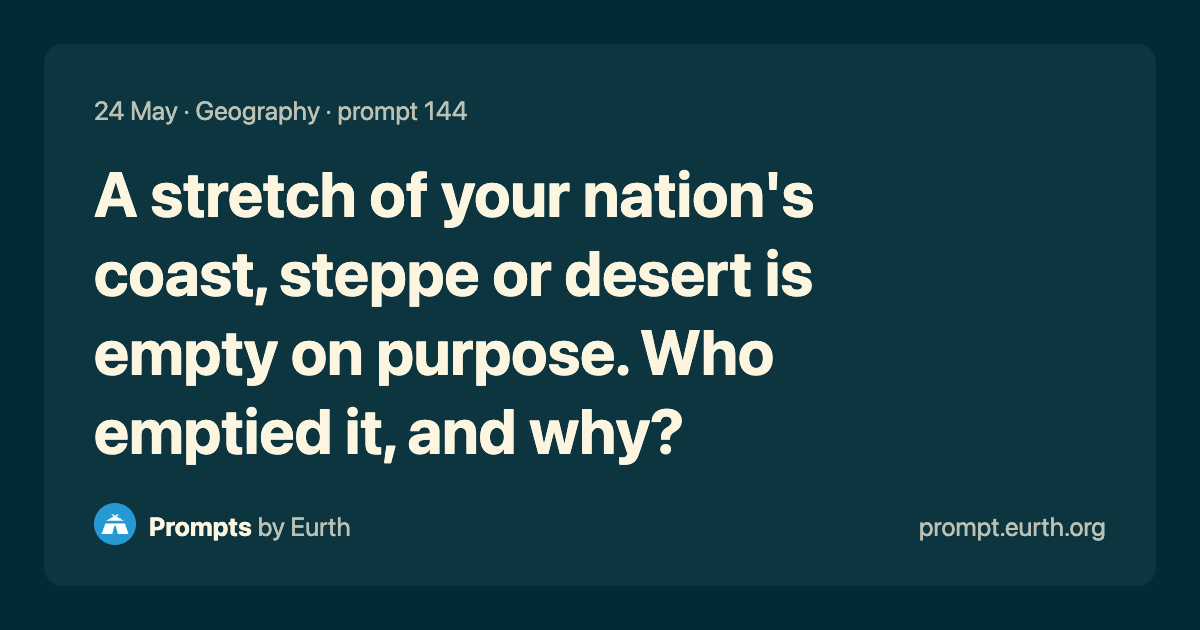 24 May · Geography · prompt 144
A stretch of your nation's
coast, steppe or desert is
empty on purpose. Who
emptied it, and why?
Prompts by Eurth
prompt.eurth.org